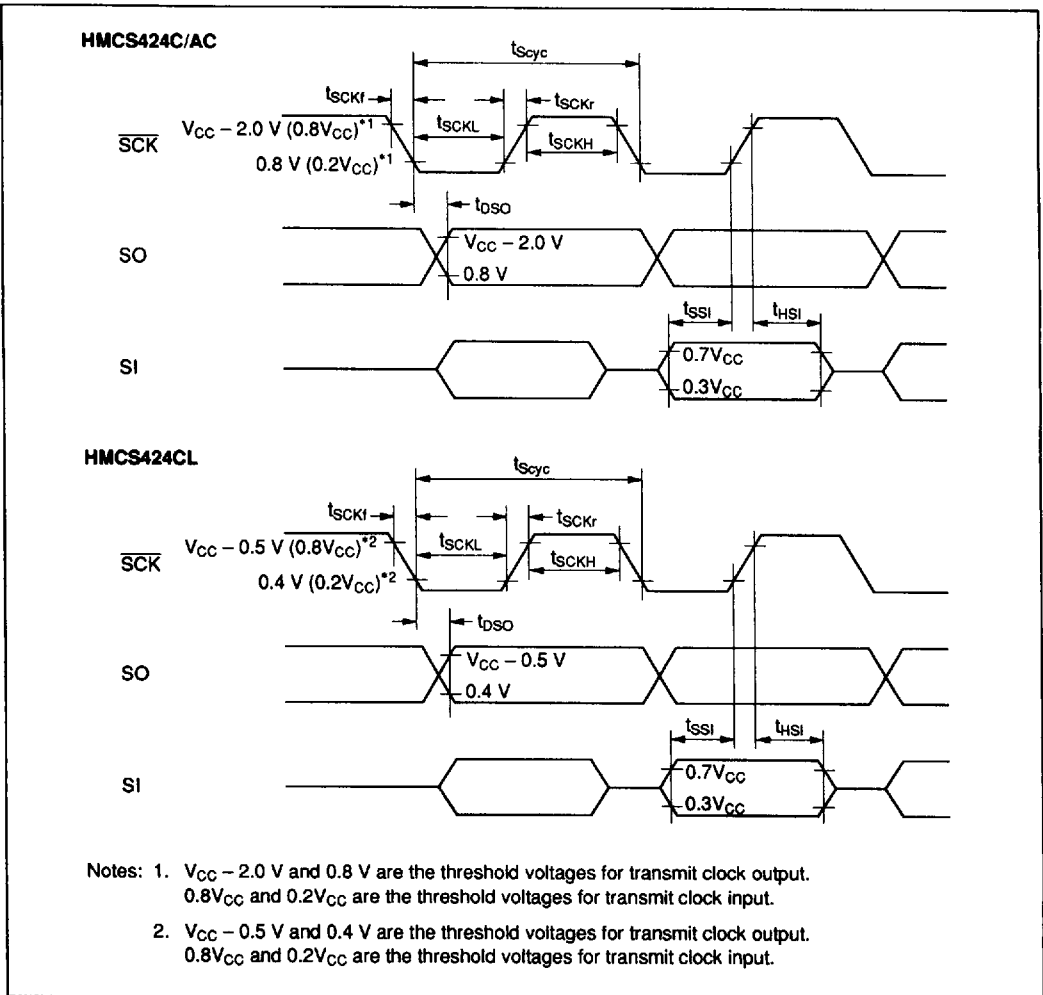 HMCS424C/AC
tScyc
tSCKf
tSCKr
VCC – 2.0 V (0.8VCC)*1
tSCKL
SCK
tSCKH
0.8 V (0.2VCC)*1
tDSO
VCC – 2.0 V
SO
0.8 V
tSSI
tHSI
0.7VCC
SI
0.3VCC
HMCS424CL
tScyc
tSCKf
tSCKr
VCC – 0.5 V (0.8VCC)*2
tSCKL
SCK
tSCKH
0.4 V (0.2VCC)*2
tDSO
VCC – 0.5 V
SO
0.4 V
tSSI
tHSI
0.7VCC
SI
0.3VCC
Notes: 1. VCC – 2.0 V and 0.8 V are the threshold voltages for transmit clock output.
0.8VCC and 0.2VCC are the threshold voltages for transmit clock input.
2. VCC – 0.5 V and 0.4 V are the threshold voltages for transmit clock output.
0.8VCC and 0.2VCC are the threshold voltages for transmit clock input.